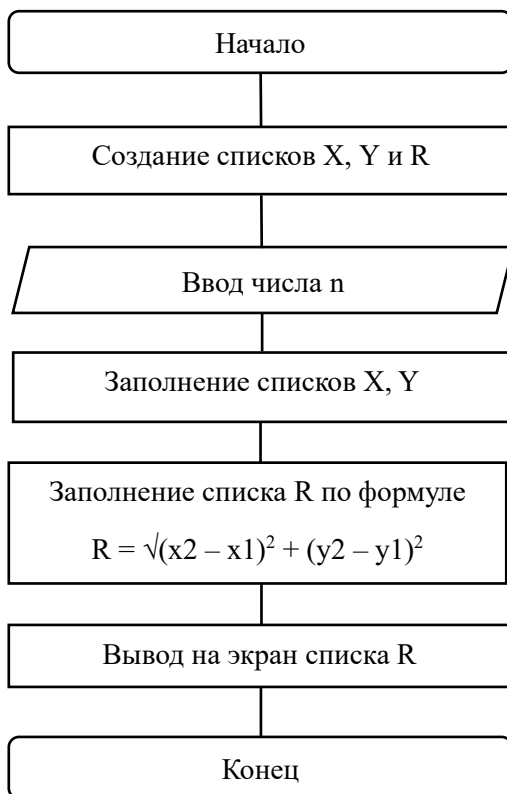 Начало
Создание списков X, Y и R
Ввод числа n
Заполнение списков X, Y
Заполнение списка R по формуле
R = √(x2 – x1)² + (y2 – y1)²
Вывод на экран списка R
Конец